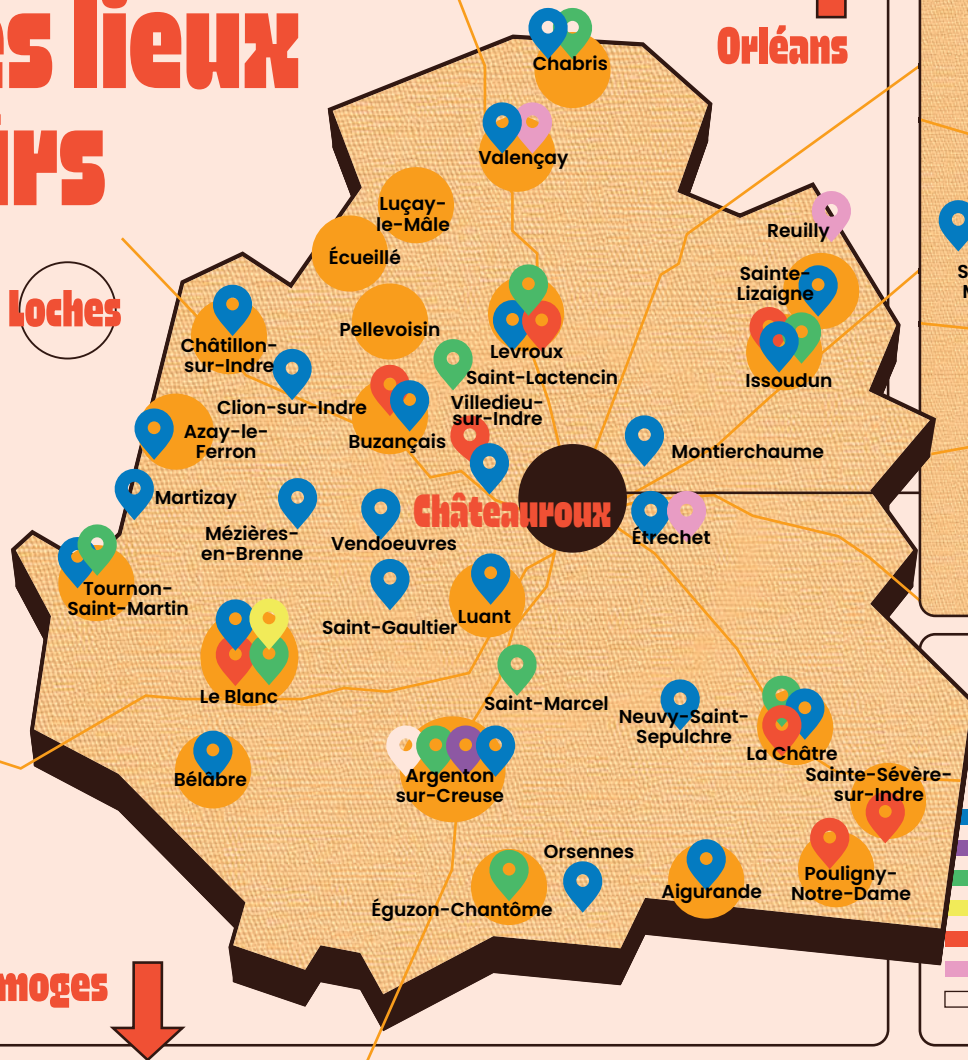 es lieux
irs
Orléans
Chabris
Valençay
Luçay-
le-Mâle
Écueillé
Reuilly
Loches
Sainte-
Lizaigne
Pellevoisin
Châtillon-
sur-Indre
Levroux
Saint-Lactencin
Issoudun
Clion-sur-Indre
Villedieu-
sur-Indre
Buzançais
Azay-le-
Ferron
Montierchaume
Martizay
Châteauroux
Mézières-
en-Brenne
Vendoeuvres
Étrechet
Tournon-
Saint-Martin
Saint-Gaultier
Luant
Le Blanc
Saint-Marcel
Neuvy-Saint-
Sepulchre
La Châtre
Bélâbre
Argenton
sur-Creuse
Sainte-Sévère-
sur-Indre
Orsennes
Aigurande
Pouligny-
Notre-Dame
Éguzon-Chantôme
moges